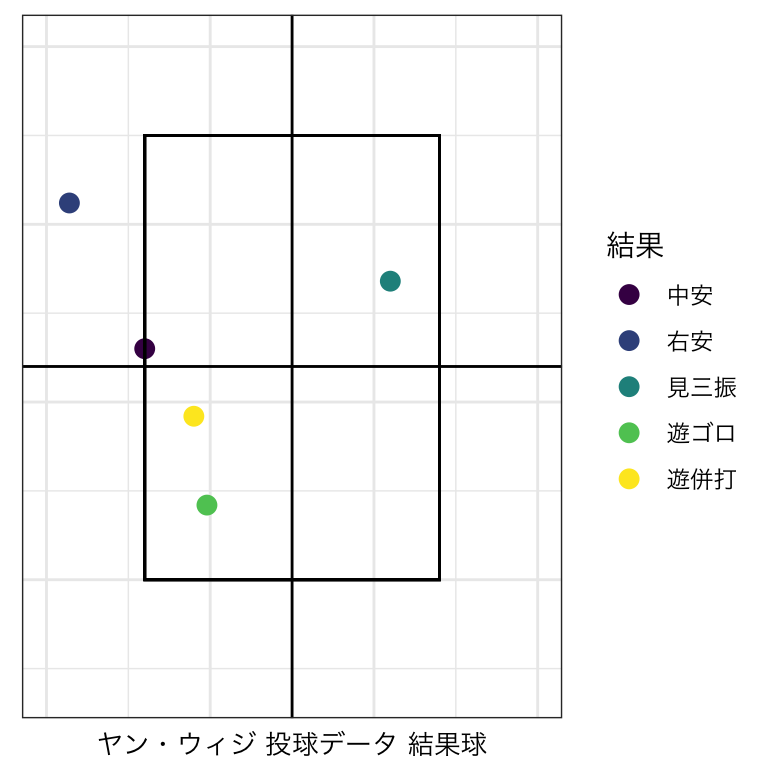 結果
中安
右安
見三振
遊ゴロ
遊併打
ヤン・ウィジ 投球データ 結果球